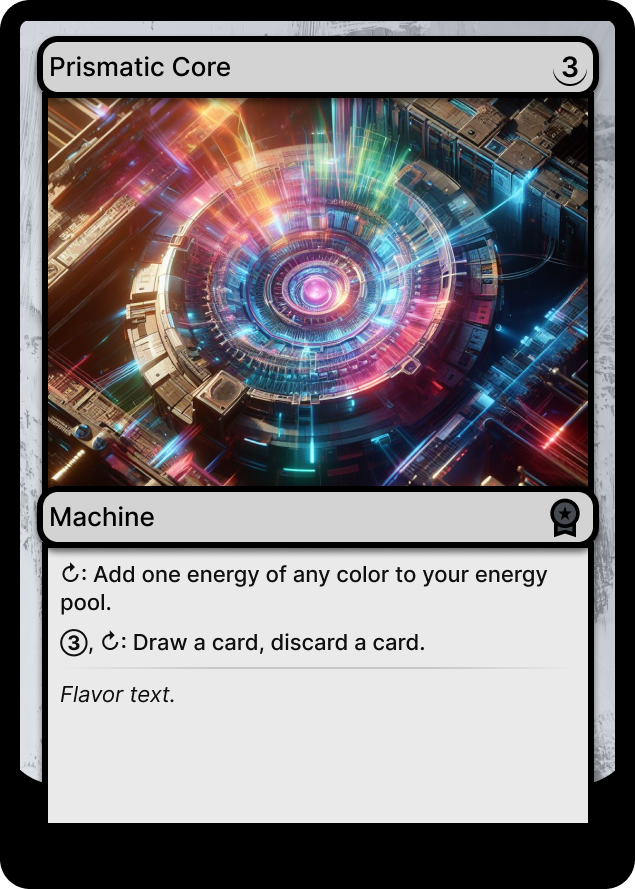 Prismatic Core 3
Machine
↻: Add one energy of any color to your energy
pool.
③, ↻: Draw a card, discard a card.
Flavor text.